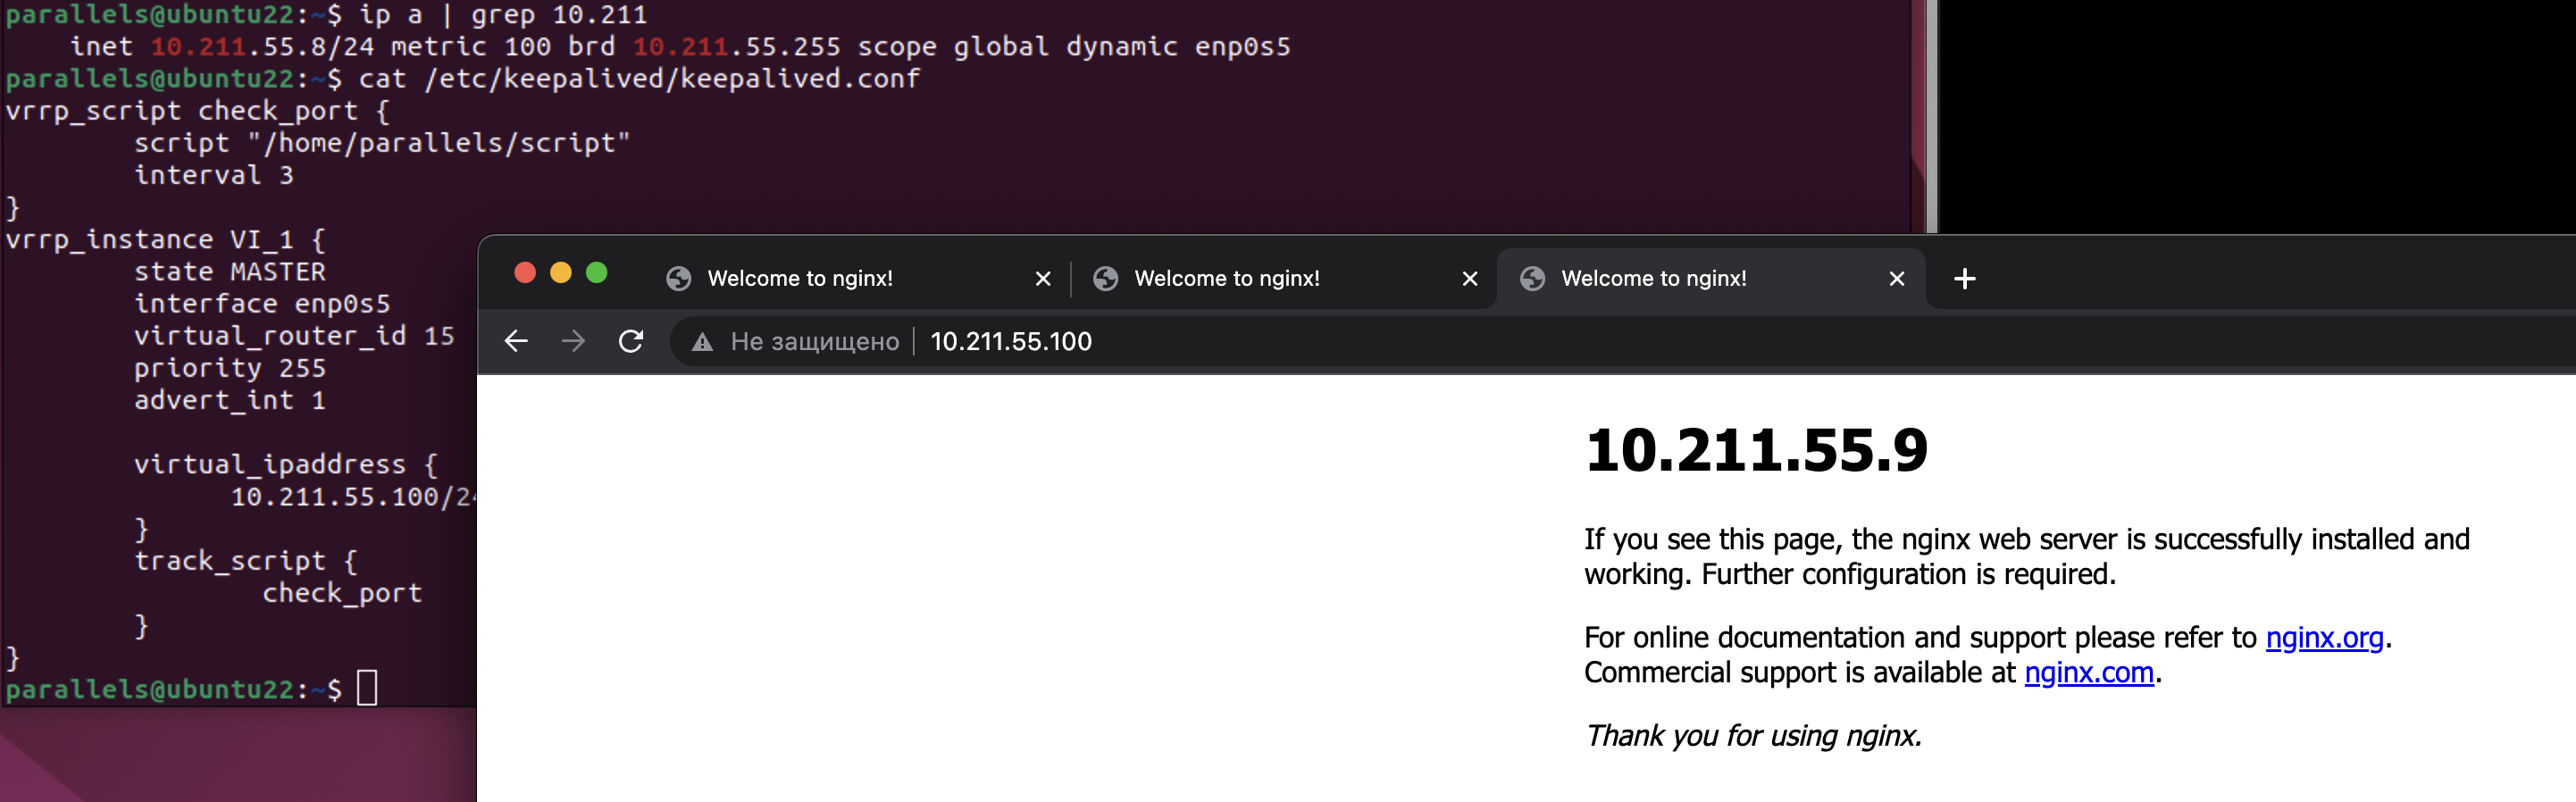 parallels@ubuntu22:~$ ip a | grep 10.211
    inet 10.211.55.8/24 metric 100 brd 10.211.55.255 scope global dynamic enp0s5
parallels@ubuntu22:~$ cat /etc/keepalived/keepalived.conf
vrrp_script check_port {
        script "/home/parallels/script"
        interval 3
}
vrrp_instance VI_1 {
        state MASTER
        interface enp0s5
        virtual_router_id 15
        priority 255
        advert_int 1
        virtual_ipaddress {
              10.211.55.100/24
        }
        track_script {
                check_port
        }
}
parallels@ubuntu22:~$
Welcome to nginx!
Welcome to nginx!
Welcome to nginx!
Не защищено
10.211.55.100
10.211.55.9
If you see this page, the nginx web server is successfully installed and
working. Further configuration is required.
For online documentation and support please refer to nginx.org.
Commercial support is available at nginx.com.
Thank you for using nginx.